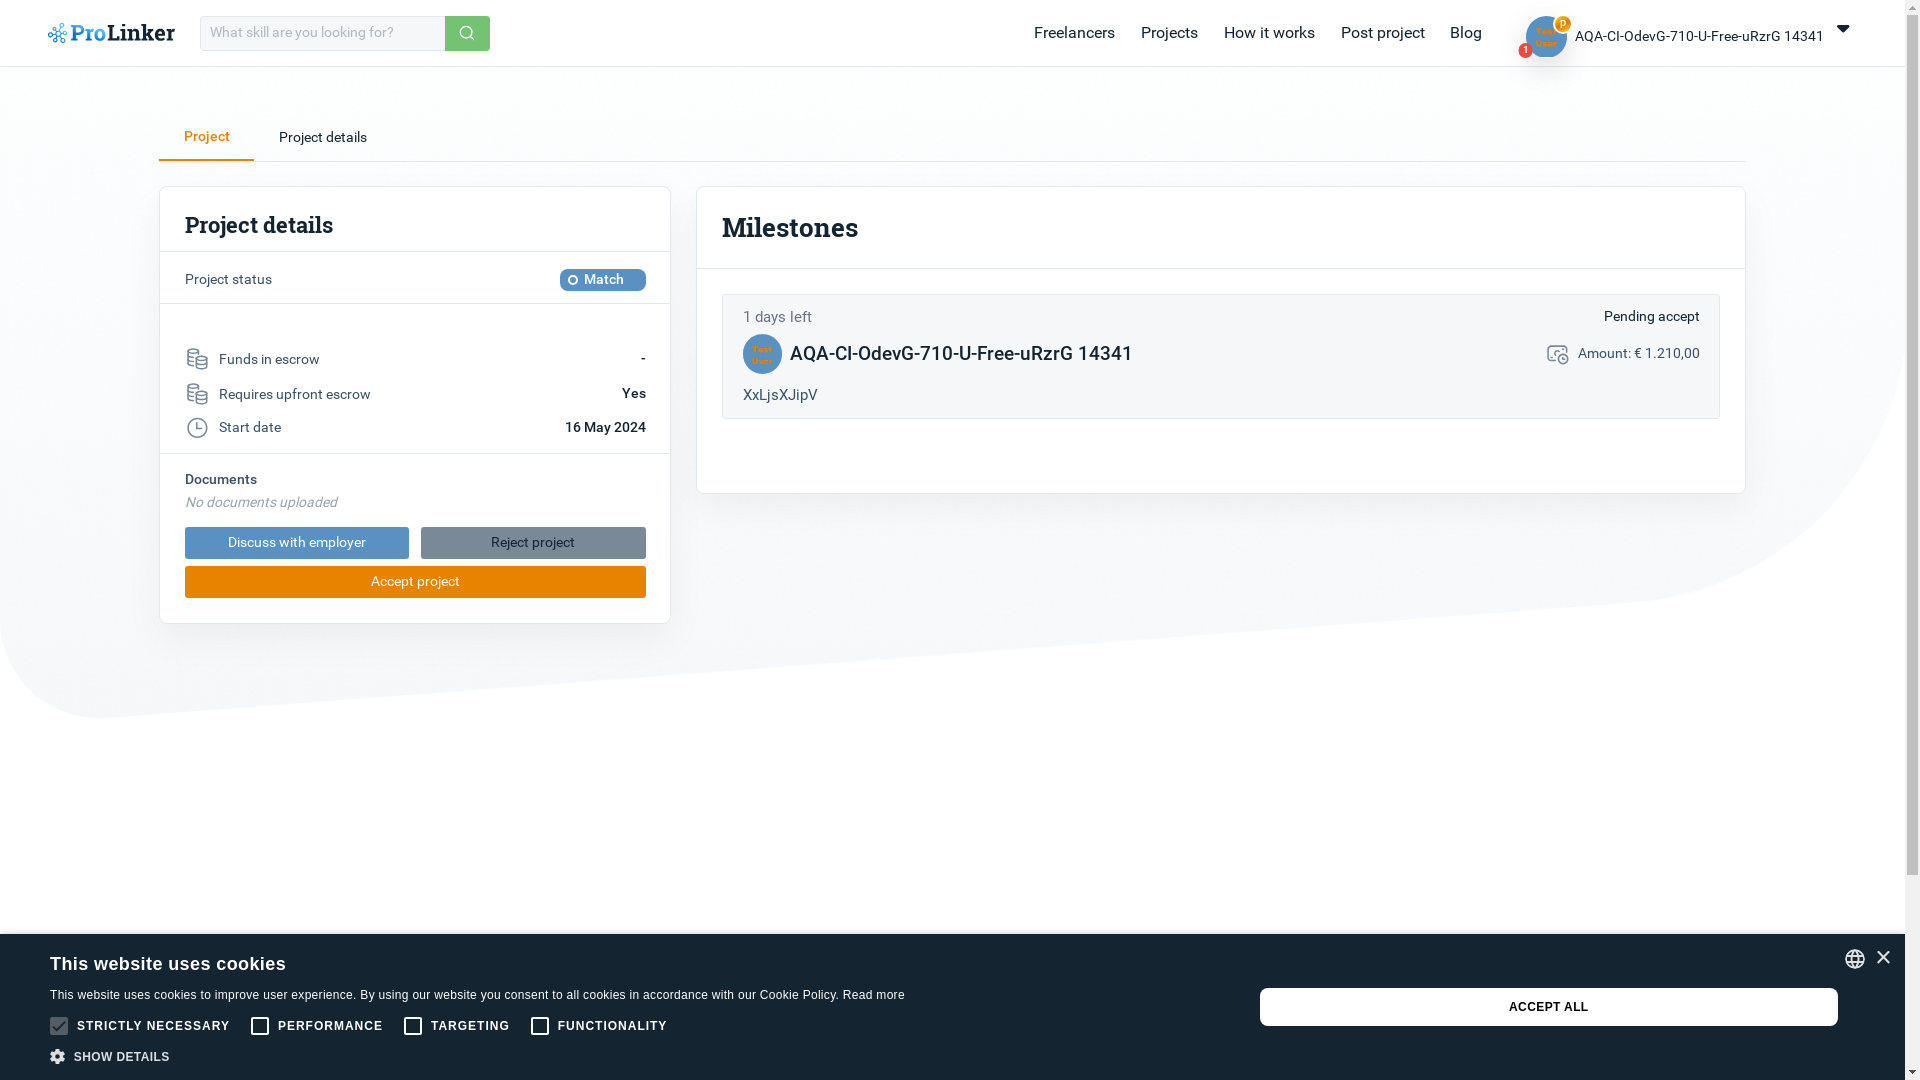 ProLinker
What skill are you looking for?
Freelancers
Projects
How it works
Post project
Blog
p
1
AQA-CI-OdevG-710-U-Free-uRzrG 14341
Project
Project details
Project details
Project status
Match
Funds in escrow
-
Requires upfront escrow
Yes
Start date
16 May 2024
Documents
No documents uploaded
Discuss with employer
Reject project
Accept project
Milestones
1 days left
Pending accept
Test
User
AQA-CI-OdevG-710-U-Free-uRzrG 14341
Amount: € 1.210,00
XxLjsXJipV
This website uses cookies
This website uses cookies to improve user experience. By using our website you consent to all cookies in accordance with our Cookie Policy. Read more
STRICTLY NECESSARY
PERFORMANCE
TARGETING
FUNCTIONALITY
SHOW DETAILS
ACCEPT ALL